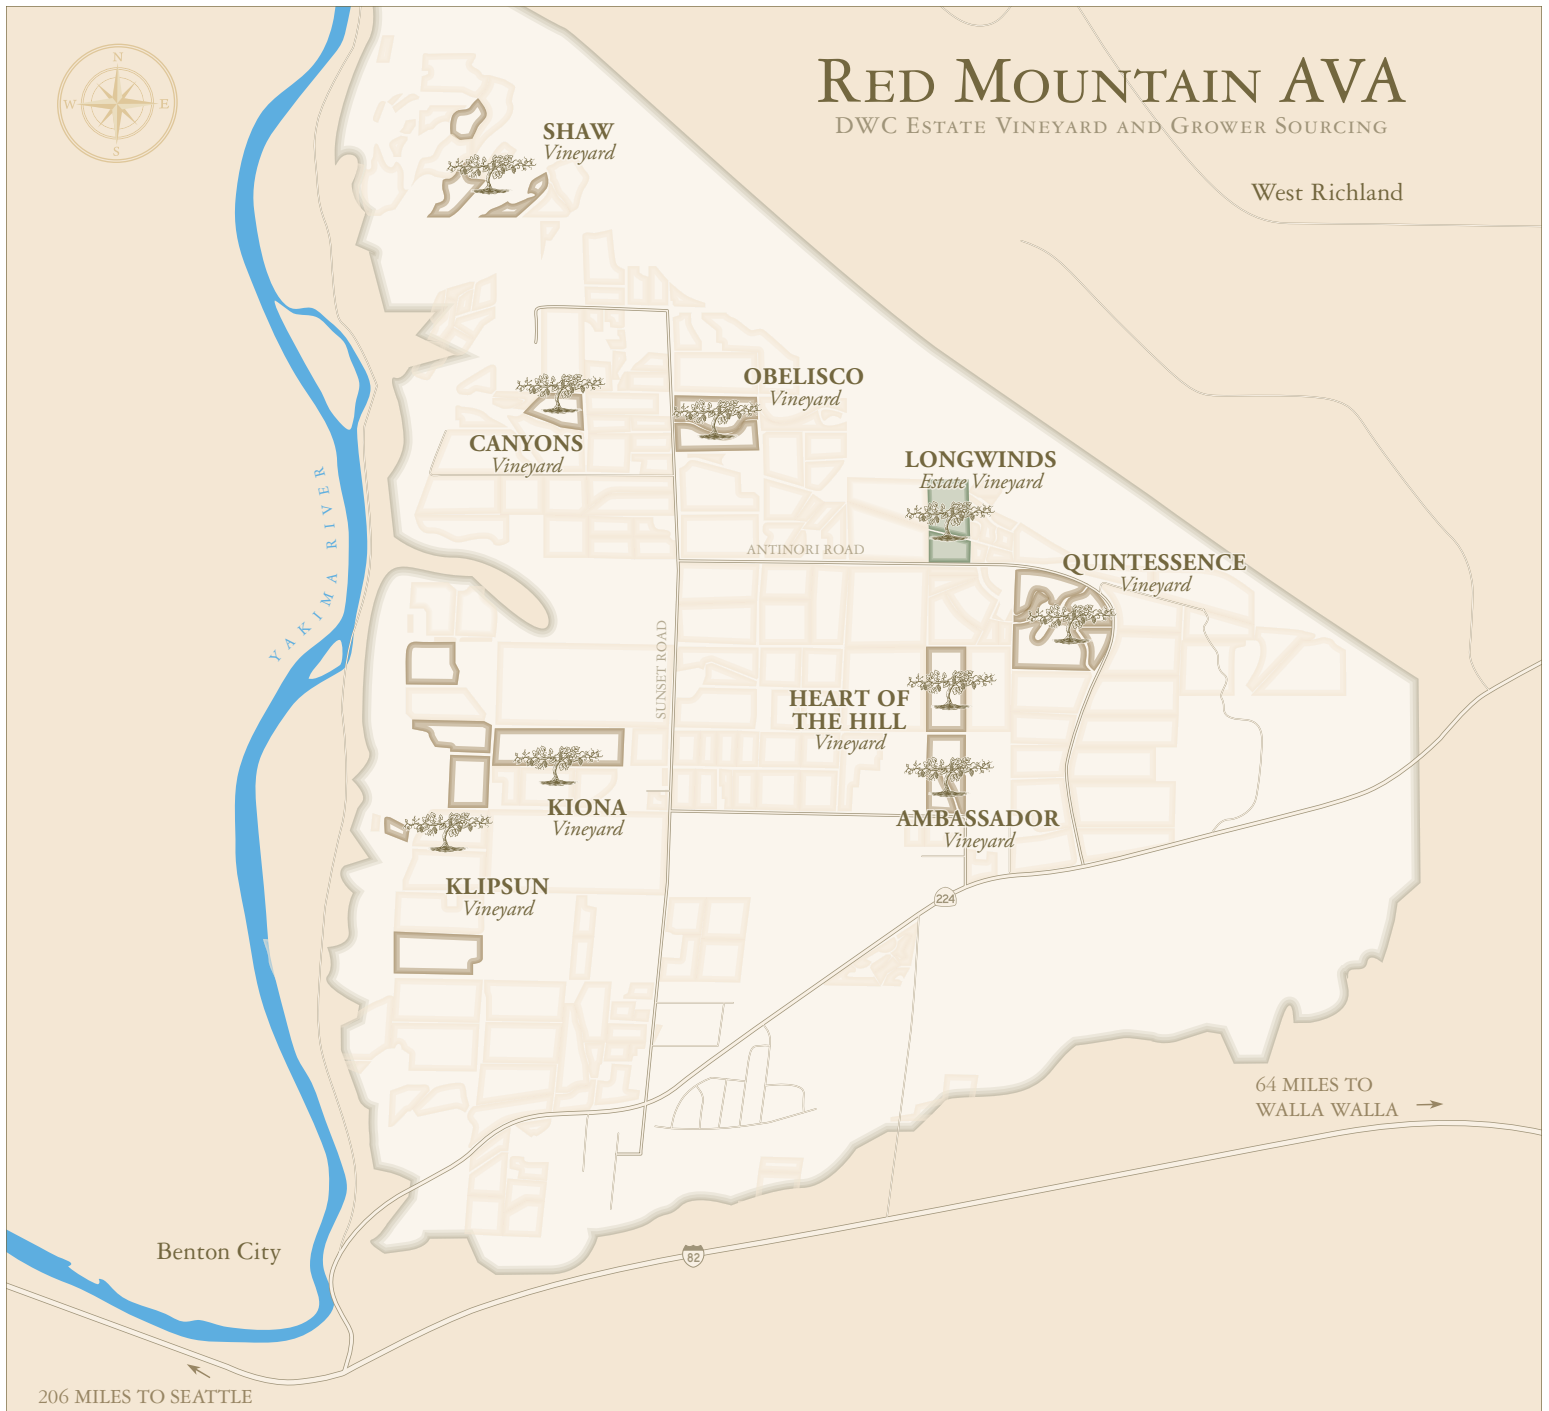 RED MOUNTAIN AVA
DWC ESTATE VINEYARD AND GROWER SOURCING
N
W
E
S
SHAW
Vineyard
West Richland
OBELISCO
Vineyard
CANYONS
Vineyard
LONGWINDS
Estate Vineyard
YAKIMA RIVER
ANTINORI ROAD
QUINTESSENCE
Vineyard
SUNSET ROAD
HEART OF
THE HILL
Vineyard
KIONA
Vineyard
AMBASSADOR
Vineyard
KLIPSUN
Vineyard
224
64 MILES TO
WALLA WALLA
Benton City
82
206 MILES TO SEATTLE